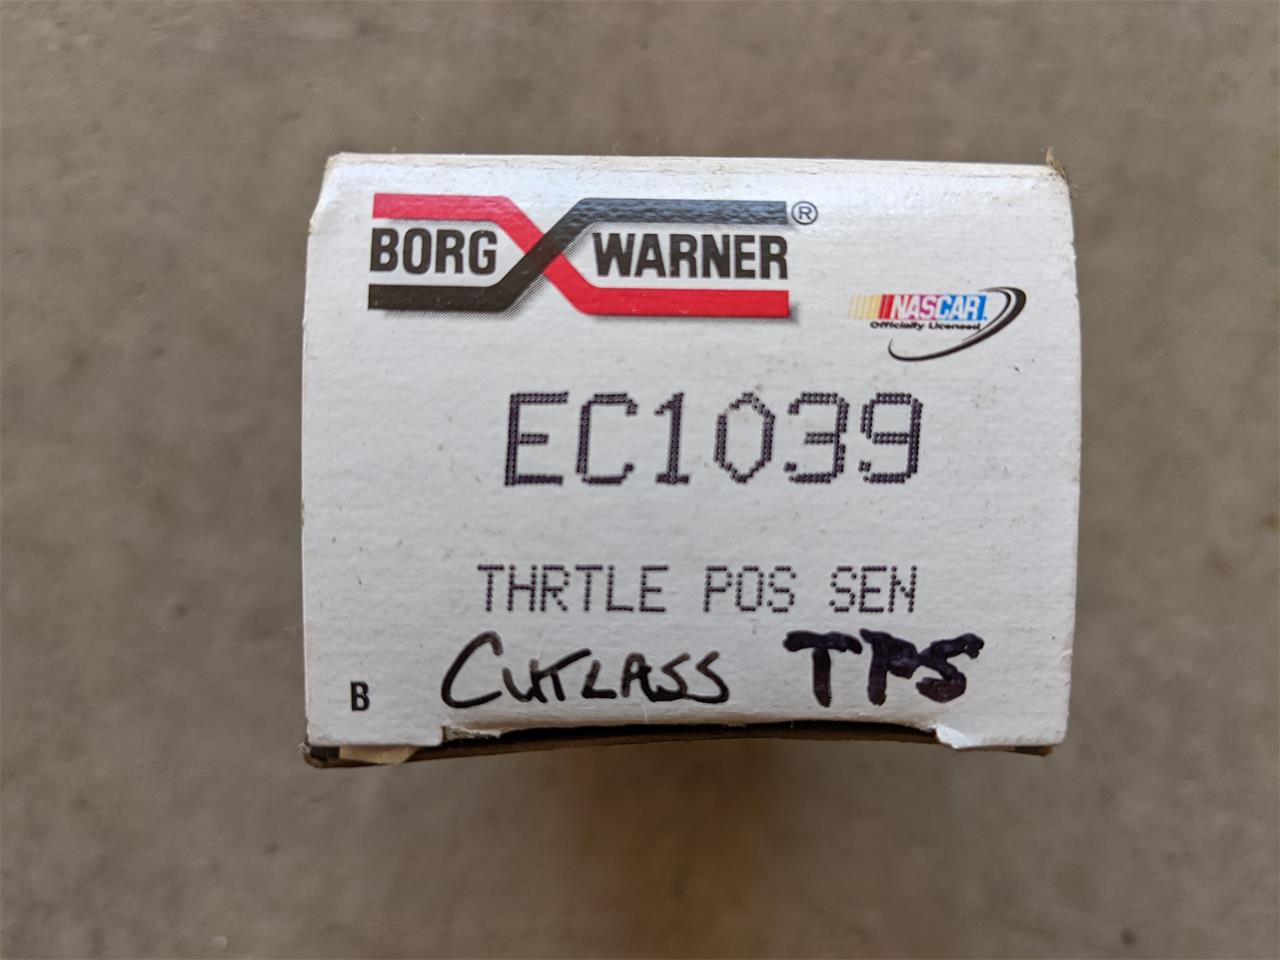 BORG WARNER®
NASCAR.
Officially Licensed
EC1039
THRTLE POS SEN
CUTLASS TPS
B